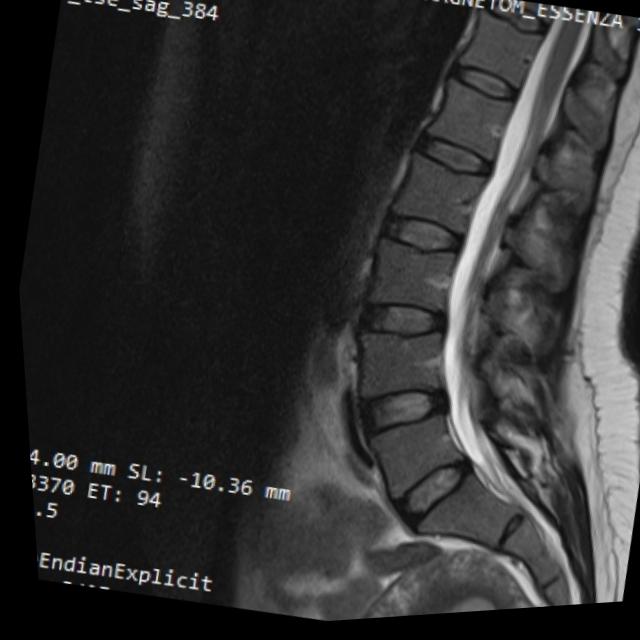 _tse_sag_384
AGNETOM_ESSENZA
4.00 mm SL: -10.36 mm
3370 ET: 94
.5
EndianExplicit